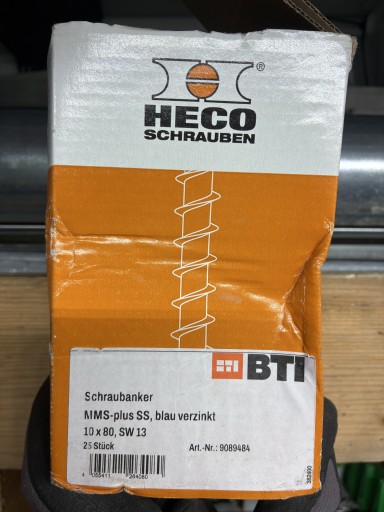 ®
HECO
SCHRAUBEN
BTI
Schraubanker
MMS-plus SS, blau verzinkt
10 x 80, SW 13
25 Stück
Art.-Nr.: 9089484